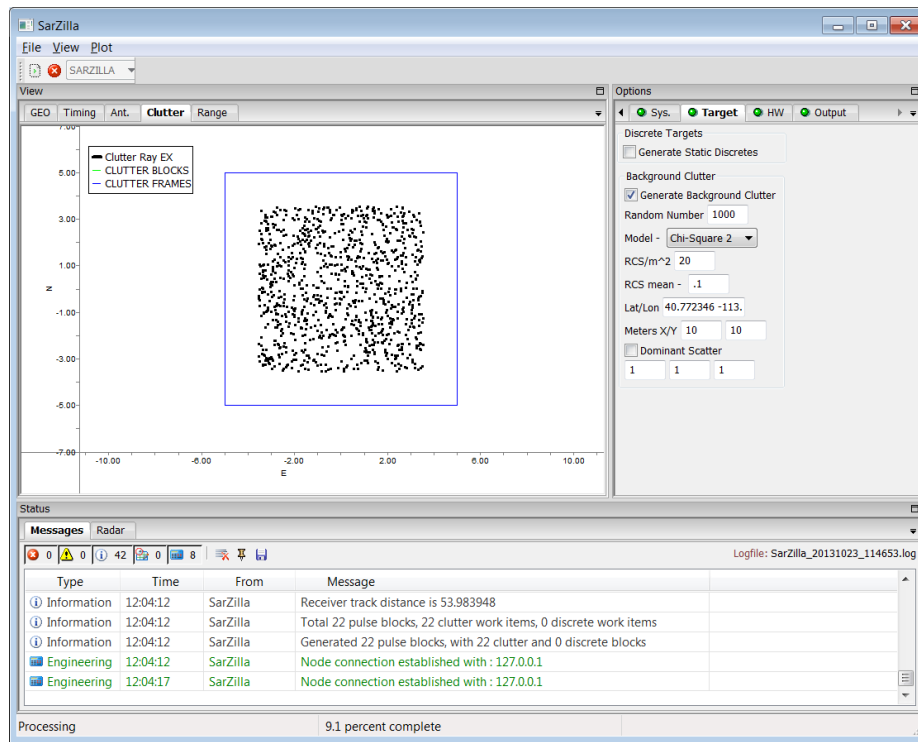 SarZilla
File View Plot
SARZILLA
View
GEO Timing Ant. Clutter Range
7.00
Clutter Ray EX
CLUTTER BLOCKS
CLUTTER FRAMES
5.00
3.00
1.00
N
-1.00
-3.00
-5.00
-7.00
-10.00 -6.00 -2.00 2.00 6.00 10.00
E
Options
Sys. Target HW Output
Discrete Targets
Generate Static Discretes
Background Clutter
Generate Background Clutter
Random Number 1000
Model - Chi-Square 2
RCS/m^2 20
RCS mean - .1
Lat/Lon 40.772346 -113.
Meters X/Y 10 10
Dominant Scatter
1 1 1
Status
Messages Radar
0 0 42 0 8 Logfile: SarZilla_20131023_114653.log
Type Time From Message
Information 12:04:12 SarZilla Receiver track distance is 53.983948
Information 12:04:12 SarZilla Total 22 pulse blocks, 22 clutter work items, 0 discrete work items
Information 12:04:12 SarZilla Generated 22 pulse blocks, with 22 clutter and 0 discrete blocks
Engineering 12:04:12 SarZilla Node connection established with : 127.0.0.1
Engineering 12:04:17 SarZilla Node connection established with : 127.0.0.1
Processing 9.1 percent complete